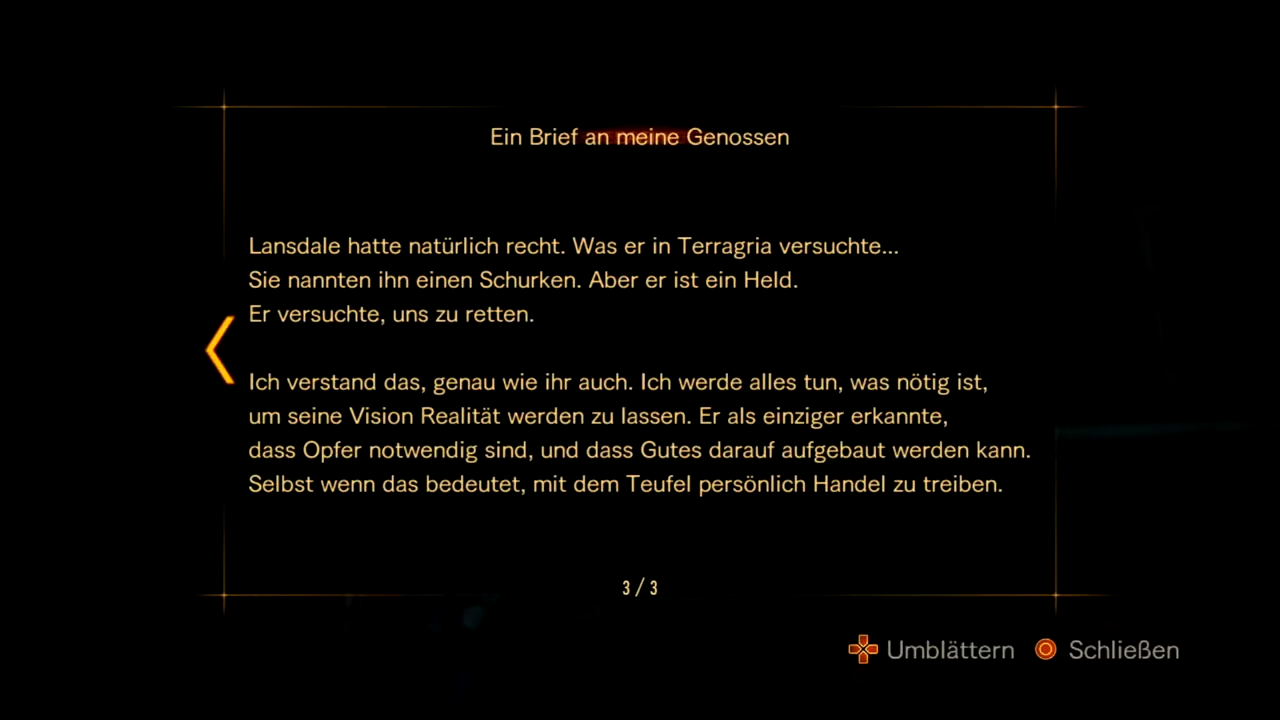 Ein Brief an meine Genossen
Lansdale hatte natürlich recht. Was er in Terragria versuchte...
Sie nannten ihn einen Schurken. Aber er ist ein Held.
Er versuchte, uns zu retten.
Ich verstand das, genau wie ihr auch. Ich werde alles tun, was nötig ist,
um seine Vision Realität werden zu lassen. Er als einziger erkannte,
dass Opfer notwendig sind, und dass Gutes darauf aufgebaut werden kann.
Selbst wenn das bedeutet, mit dem Teufel persönlich Handel zu treiben.
3 / 3
Umblättern Schließen